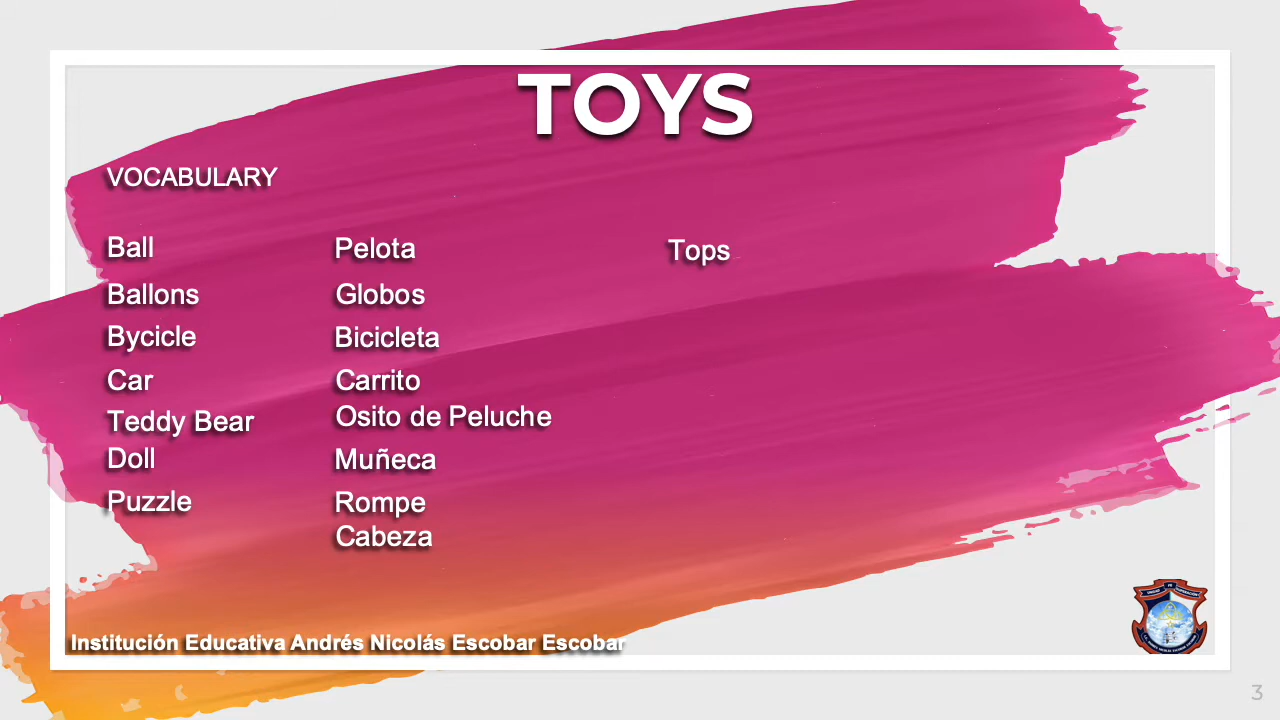 TOYS
VOCABULARY
Ball
Pelota
Tops
Ballons
Globos
Bycicle
Bicicleta
Car
Carrito
Teddy Bear
Osito de Peluche
Doll
Muñeca
Puzzle
Rompe
Cabeza
Institución Educativa Andrés Nicolás Escobar Escobar
3